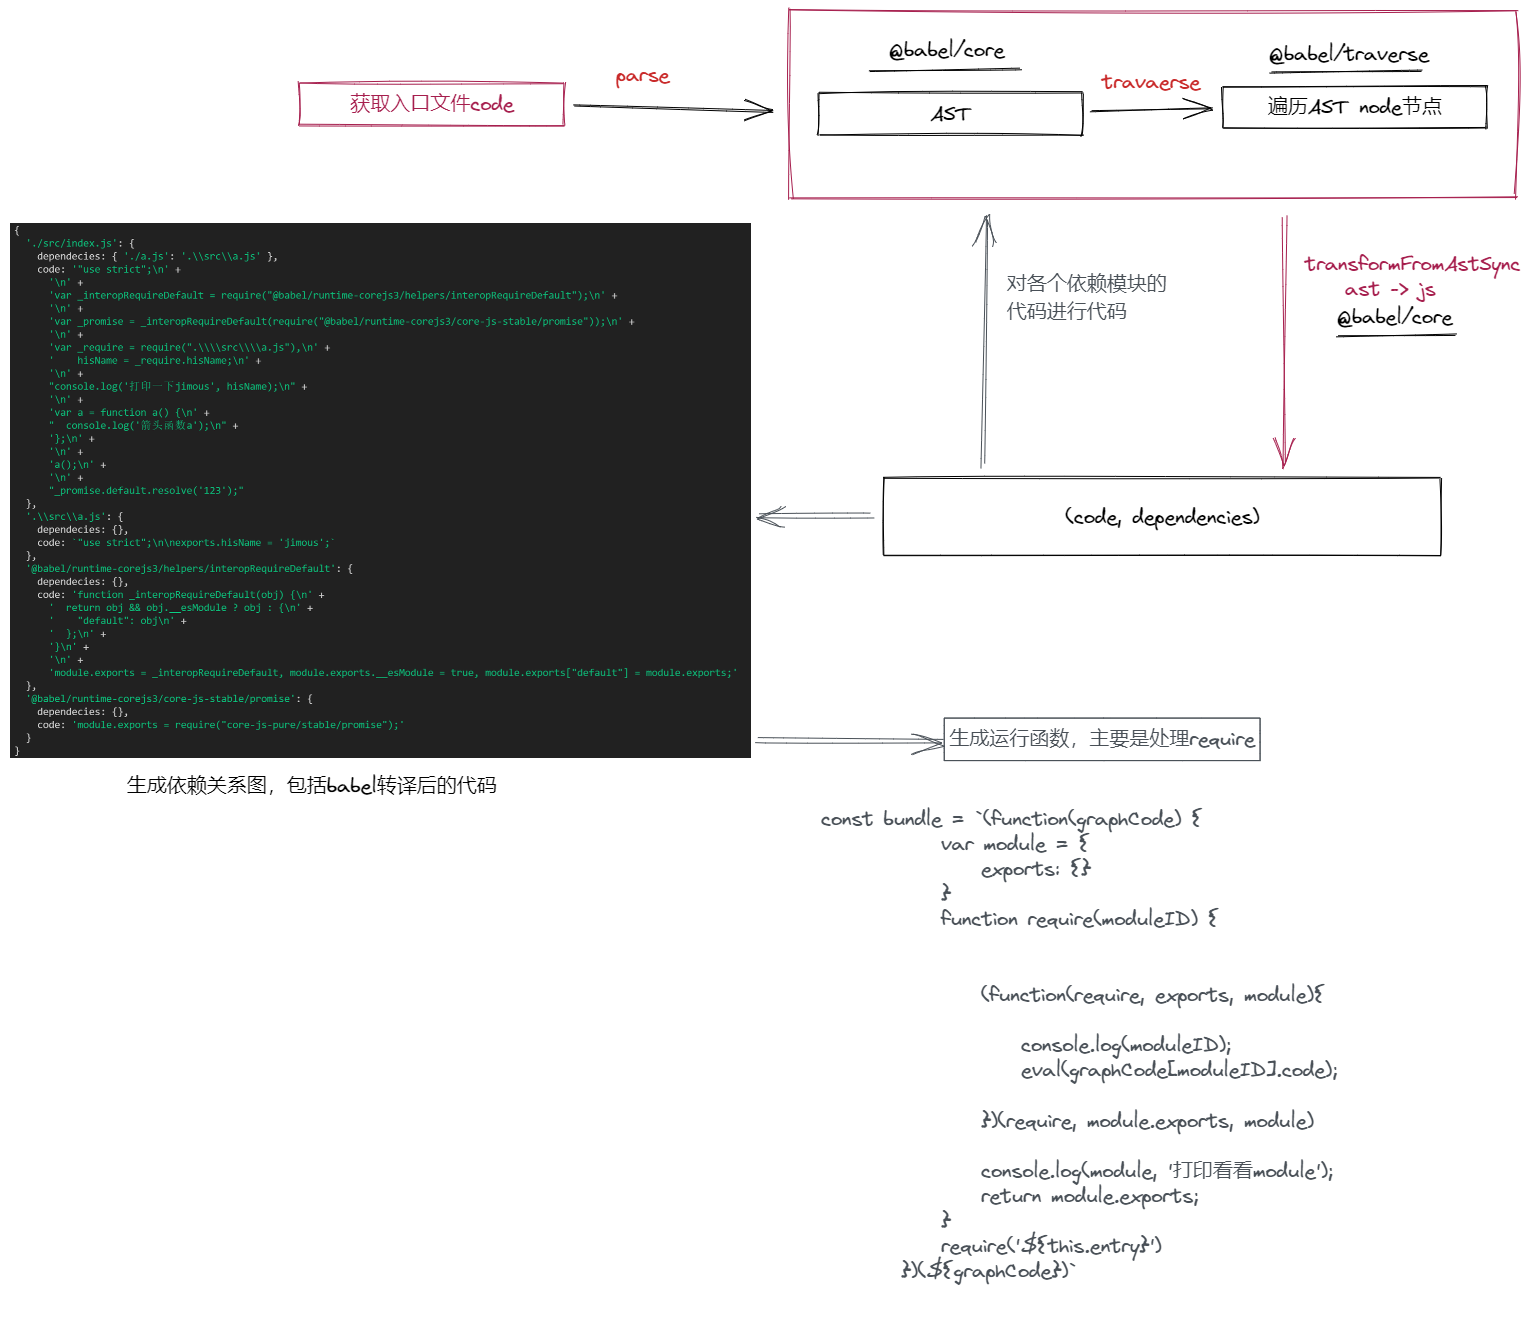 获取入口文件code
parse
@babel/core
AST
travaerse
@babel/traverse
遍历AST node节点
对各个依赖模块的
代码进行代码
transformFromAstSync
ast -> js
@babel/core
(code, dependencies)
{
  './src/index.js': {
    dependecies: { './a.js': '.\\src\\a.js' },
    code: '"use strict";\n' +
      '\n' +
      'var _interopRequireDefault = require("@babel/runtime-corejs3/helpers/interopRequireDefault");\n' +
      '\n' +
      'var _promise = _interopRequireDefault(require("@babel/runtime-corejs3/core-js-stable/promise"));\n' +
      '\n' +
      'var _require = require(".\\\\src\\\\a.js"),\n' +
      '    hisName = _require.hisName;\n' +
      '\n' +
      "console.log('打印一下jimous', hisName);\n" +
      '\n' +
      'var a = function a() {\n' +
      "  console.log('箭头函数a');\n" +
      '};\n' +
      '\n' +
      'a();\n' +
      '\n' +
      "_promise.default.resolve('123');"
  },
  '.\\src\\a.js': {
    dependecies: {},
    code: `"use strict";\n\nexports.hisName = 'jimous';`
  },
  '@babel/runtime-corejs3/helpers/interopRequireDefault': {
    dependecies: {},
    code: 'function _interopRequireDefault(obj) {\n' +
      '  return obj && obj.__esModule ? obj : {\n' +
      '    "default": obj\n' +
      '  };\n' +
      '}\n' +
      '\n' +
      'module.exports = _interopRequireDefault, module.exports.__esModule = true, module.exports["default"] = module.exports;'
  },
  '@babel/runtime-corejs3/core-js-stable/promise': {
    dependecies: {},
    code: 'module.exports = require("core-js-pure/stable/promise");'
  }
}
生成依赖关系图，包括babel转译后的代码
生成运行函数，主要是处理require
const bundle = `(function(graphCode) {
var module = {
exports: {}
}
function require(moduleID) {
(function(require, exports, module){
console.log(moduleID);
eval(graphCode[moduleID].code);
})(require, module.exports, module)
console.log(module, '打印看看module');
return module.exports;
}
require('${this.entry}')
})(${graphCode})`